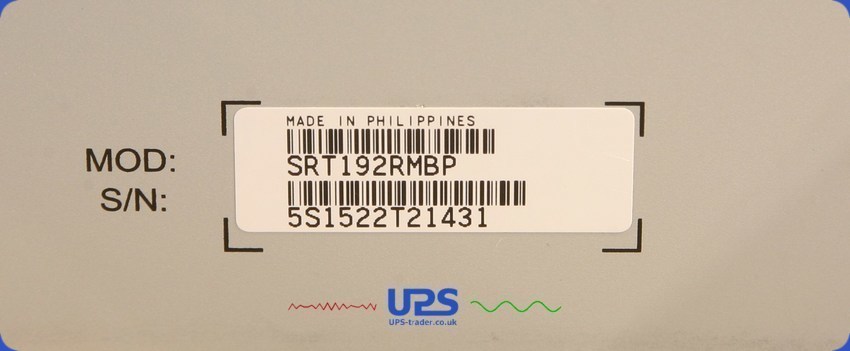 MADE IN PHILIPPINES
MOD: SRT192RMBP
S/N: 5S1522T21431
UPS
UPS-trader.co.uk